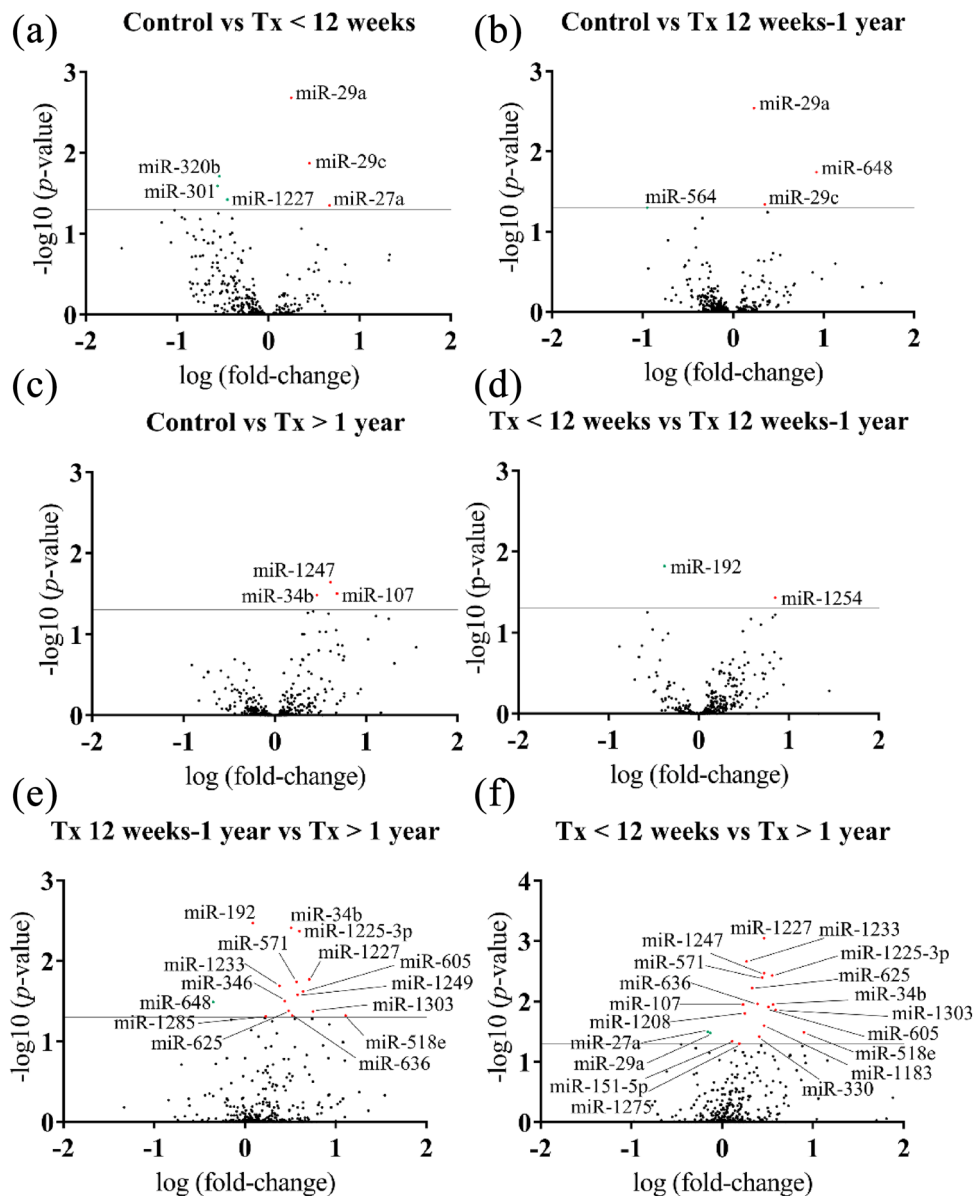 (a) Control vs Tx < 12 weeks
3
2
1
0
-log10 (p-value)
miR-29a
miR-29c
miR-320b
miR-301
miR-1227
miR-27a
-2 -1 0 1 2
log (fold-change)
(b) Control vs Tx 12 weeks-1 year
3
2
1
0
-log10 (p-value)
miR-29a
miR-648
miR-564
miR-29c
-2 -1 0 1 2
log (fold-change)
(c)
Control vs Tx > 1 year
3
2
1
0
-log10 (p-value)
miR-1247
miR-34b
miR-107
-2 -1 0 1 2
log (fold-change)
(d)
Tx < 12 weeks vs Tx 12 weeks-1 year
3
2
1
0
-log10 (p-value)
miR-192
miR-1254
-2 -1 0 1 2
log (fold-change)
(e)
Tx 12 weeks-1 year vs Tx > 1 year
3
2
1
0
-log10 (p-value)
miR-192
miR-34b
miR-1225-3p
miR-571
miR-1227
miR-1233
miR-605
miR-346
miR-1249
miR-648
miR-1303
miR-1285
miR-625
miR-518e
miR-636
-2 -1 0 1 2
log (fold-change)
(f)
Tx < 12 weeks vs Tx > 1 year
4
3
2
1
0
-log10 (p-value)
miR-1227
miR-1233
miR-1247
miR-1225-3p
miR-571
miR-625
miR-636
miR-34b
miR-107
miR-1303
miR-1208
miR-605
miR-27a
miR-518e
miR-29a
miR-1183
miR-151-5p
miR-330
miR-1275
-2 -1 0 1 2
log (fold-change)